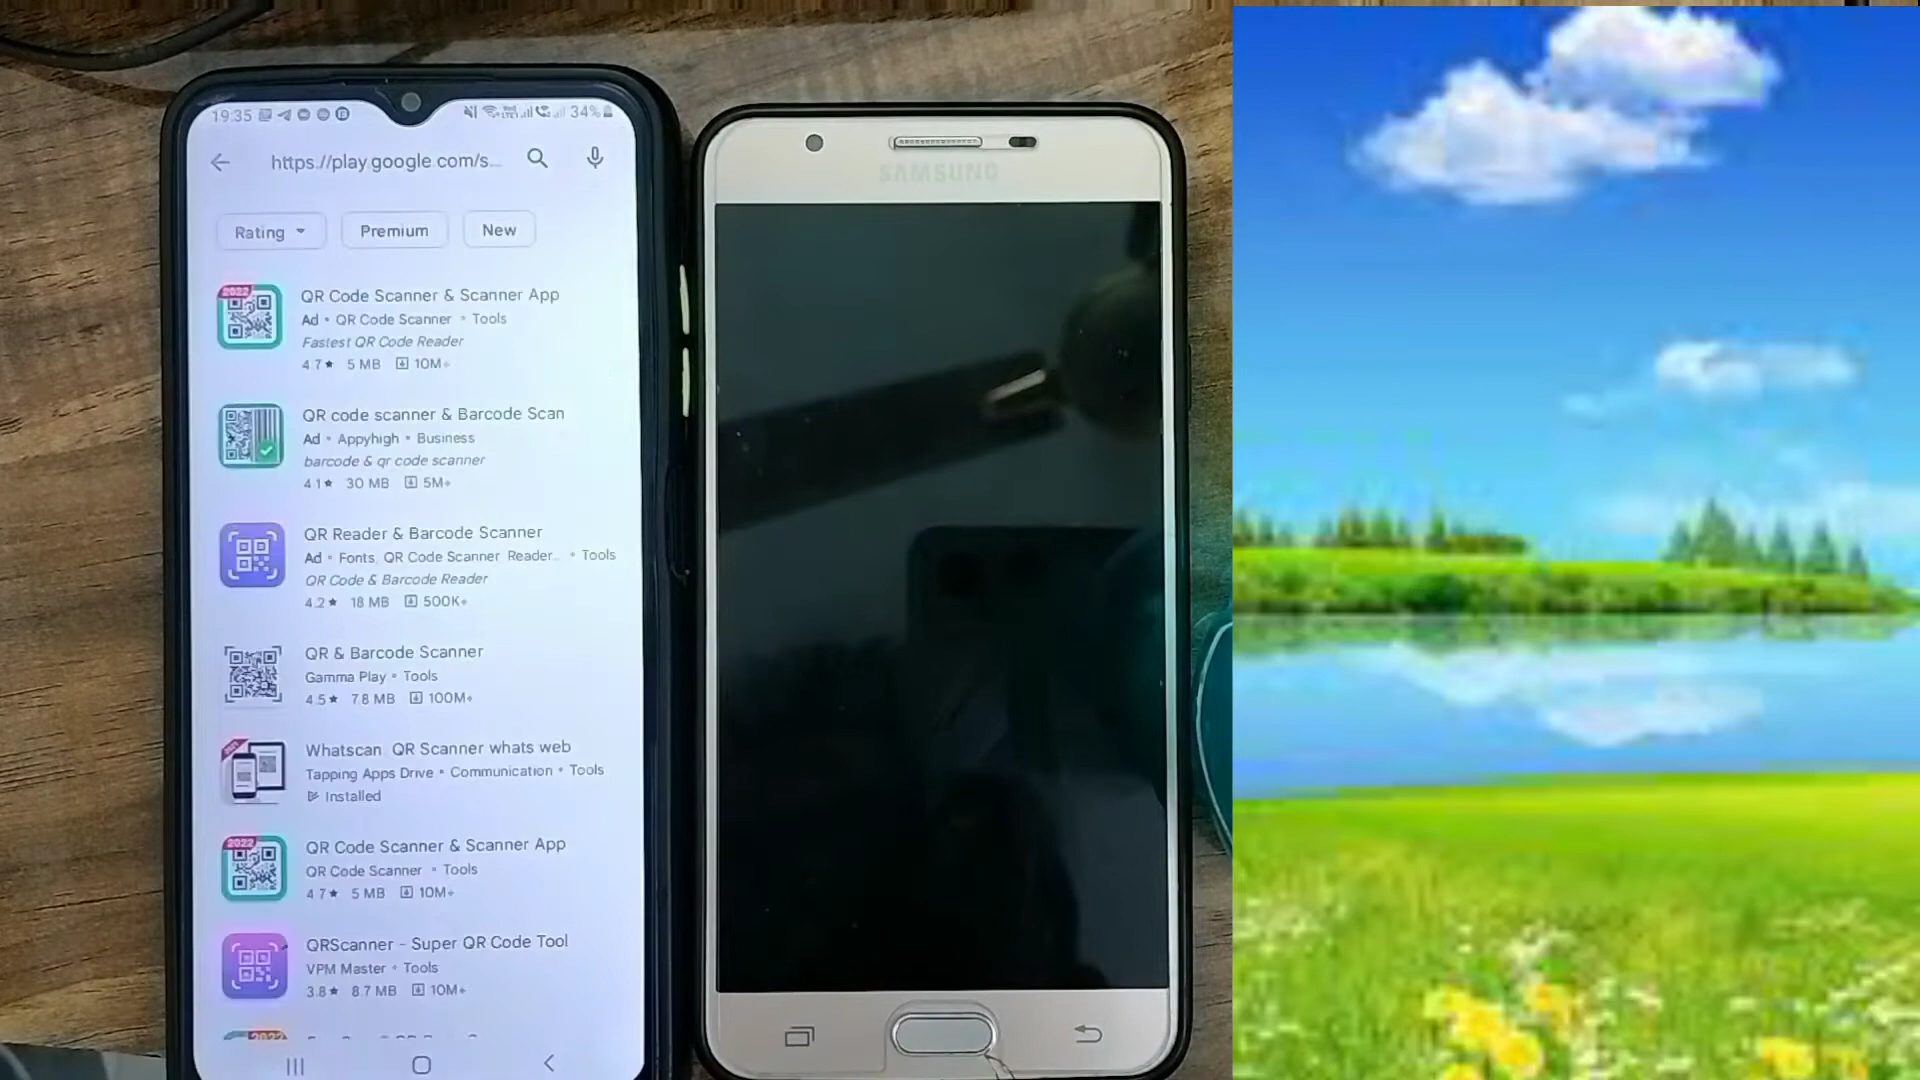 19:35
34%
https://play google com/s...
Rating
Premium
New
2022
QR Code Scanner & Scanner App
Ad • QR Code Scanner • Tools
Fastest QR Code Reader
4 7★ 5 MB 10M+
QR code scanner & Barcode Scan
Ad • Appyhigh • Business
barcode & qr code scanner
4 1★ 30 MB 5M+
QR Reader & Barcode Scanner
Ad • Fonts, QR Code Scanner Reader... • Tools
QR Code & Barcode Reader
4.2★ 18 MB 500K+
QR & Barcode Scanner
Gamma Play • Tools
4.5★ 7.8 MB 100M+
Whatscan QR Scanner whats web
Tapping Apps Drive • Communication • Tools
Installed
2022
QR Code Scanner & Scanner App
QR Code Scanner • Tools
4 7★ 5 MB 10M+
QRScanner - Super QR Code Tool
VPM Master • Tools
3.8★ 8.7 MB 10M+
2022
SAMSUNG